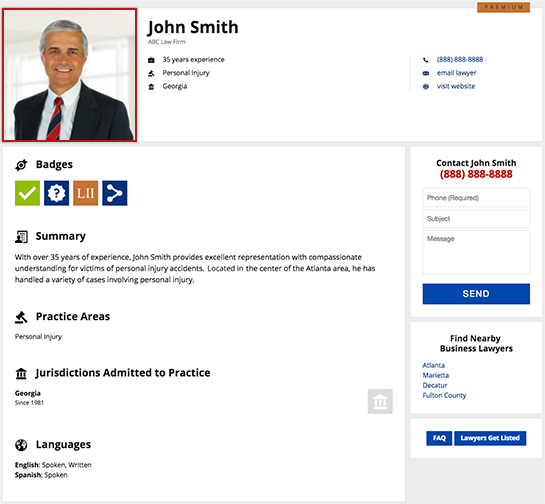 PREMIUM
John Smith
ABC Law Firm
35 years experience
Personal Injury
Georgia
(888) 888-8888
email lawyer
visit website
Badges
?
LII
Summary
With over 35 years of experience, John Smith provides excellent representation with compassionate
understanding for victims of personal injury accidents. Located in the center of the Atlanta area, he has
handled a variety of cases involving personal injury.
Practice Areas
Personal Injury
Jurisdictions Admitted to Practice
Georgia
Since 1981
Languages
English: Spoken, Written
Spanish: Spoken
Contact John Smith
(888) 888-8888
Phone (Required)
Subject
Message
SEND
Find Nearby
Business Lawyers
Atlanta
Marietta
Decatur
Fulton County
FAQ
Lawyers Get Listed